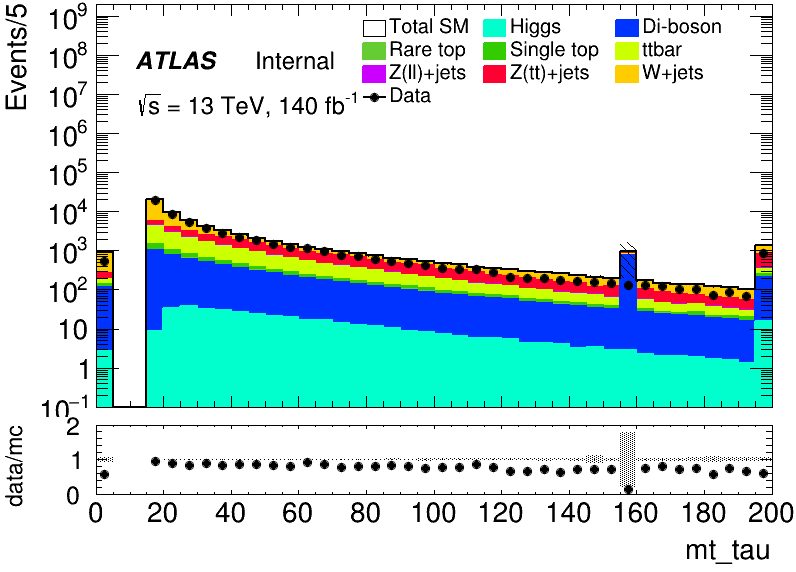 Events/5
10⁹
10⁸
10⁷
10⁶
10⁵
10⁴
10³
10²
10
1
10⁻¹
ATLAS Internal
√s = 13 TeV, 140 fb⁻¹
Total SM Higgs Di-boson
Rare top Single top ttbar
Z(ll)+jets Z(tt)+jets W+jets
Data
data/mc
2
1
0
0 20 40 60 80 100 120 140 160 180 200
mt_tau